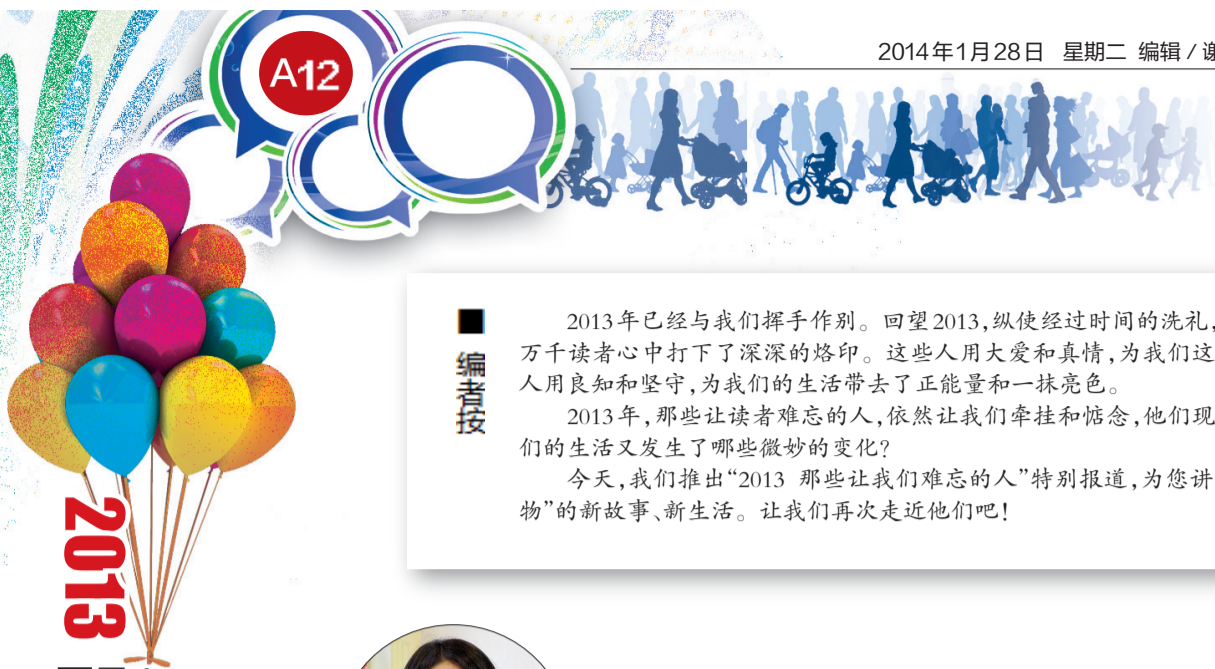 A12
2014年1月28日 星期二 编辑/谢
■编者按
2013年已经与我们挥手作别。回望2013,纵使经过时间的洗礼,
万千读者心中打下了深深的烙印。这些人用大爱和真情,为我们这
人用良知和坚守,为我们的生活带去了正能量和一抹亮色。
2013年,那些让读者难忘的人,依然让我们牵挂和惦念,他们现
们的生活又发生了哪些微妙的变化?
今天,我们推出“2013 那些让我们难忘的人”特别报道,为您讲
物”的新故事、新生活。让我们再次走近他们吧!
2013